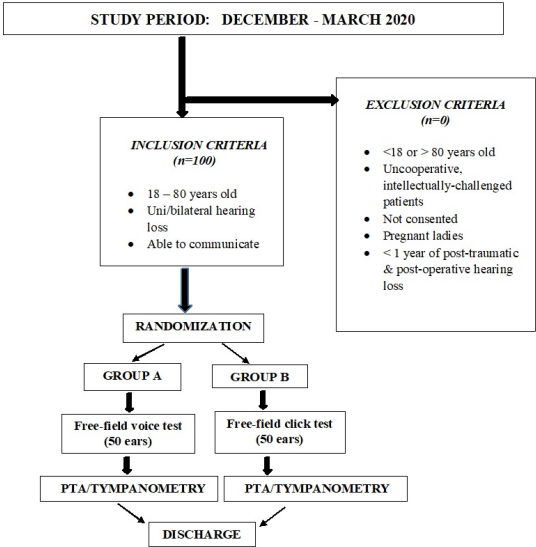 STUDY PERIOD: DECEMBER - MARCH 2020
EXCLUSION CRITERIA
(n=0)
• <18 or > 80 years old
• Uncooperative,
intellectually-challenged
patients
• Not consented
• Pregnant ladies
• < 1 year of post-traumatic
& post-operative hearing
loss
INCLUSION CRITERIA
(n=100)
• 18 – 80 years old
• Uni/bilateral hearing
loss
• Able to communicate
RANDOMIZATION
GROUP A
GROUP B
Free-field voice test
(50 ears)
Free-field click test
(50 ears)
PTA/TYMPANOMETRY
PTA/TYMPANOMETRY
DISCHARGE